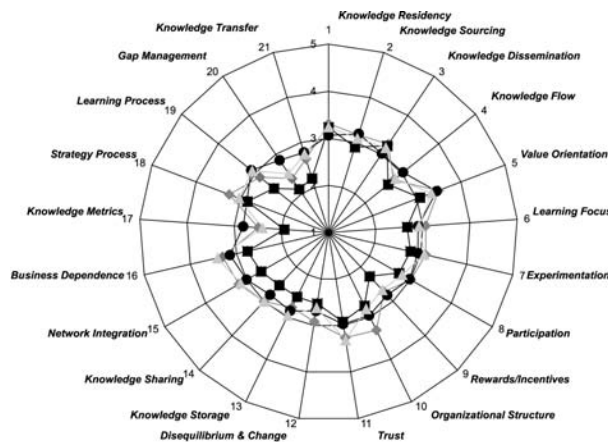 Knowledge Residency
Knowledge Transfer
Knowledge Sourcing
Gap Management
Knowledge Dissemination
Learning Process
Knowledge Flow
Strategy Process
Value Orientation
Knowledge Metrics
Learning Focus
Business Dependence
Experimentation
Network Integration
Participation
Knowledge Sharing
Rewards/Incentives
Knowledge Storage
Organizational Structure
Disequilibrium & Change
Trust
1
2
3
4
5
6
7
8
9
10
11
12
13
14
15
16
17
18
19
20
21
5
4
3
1